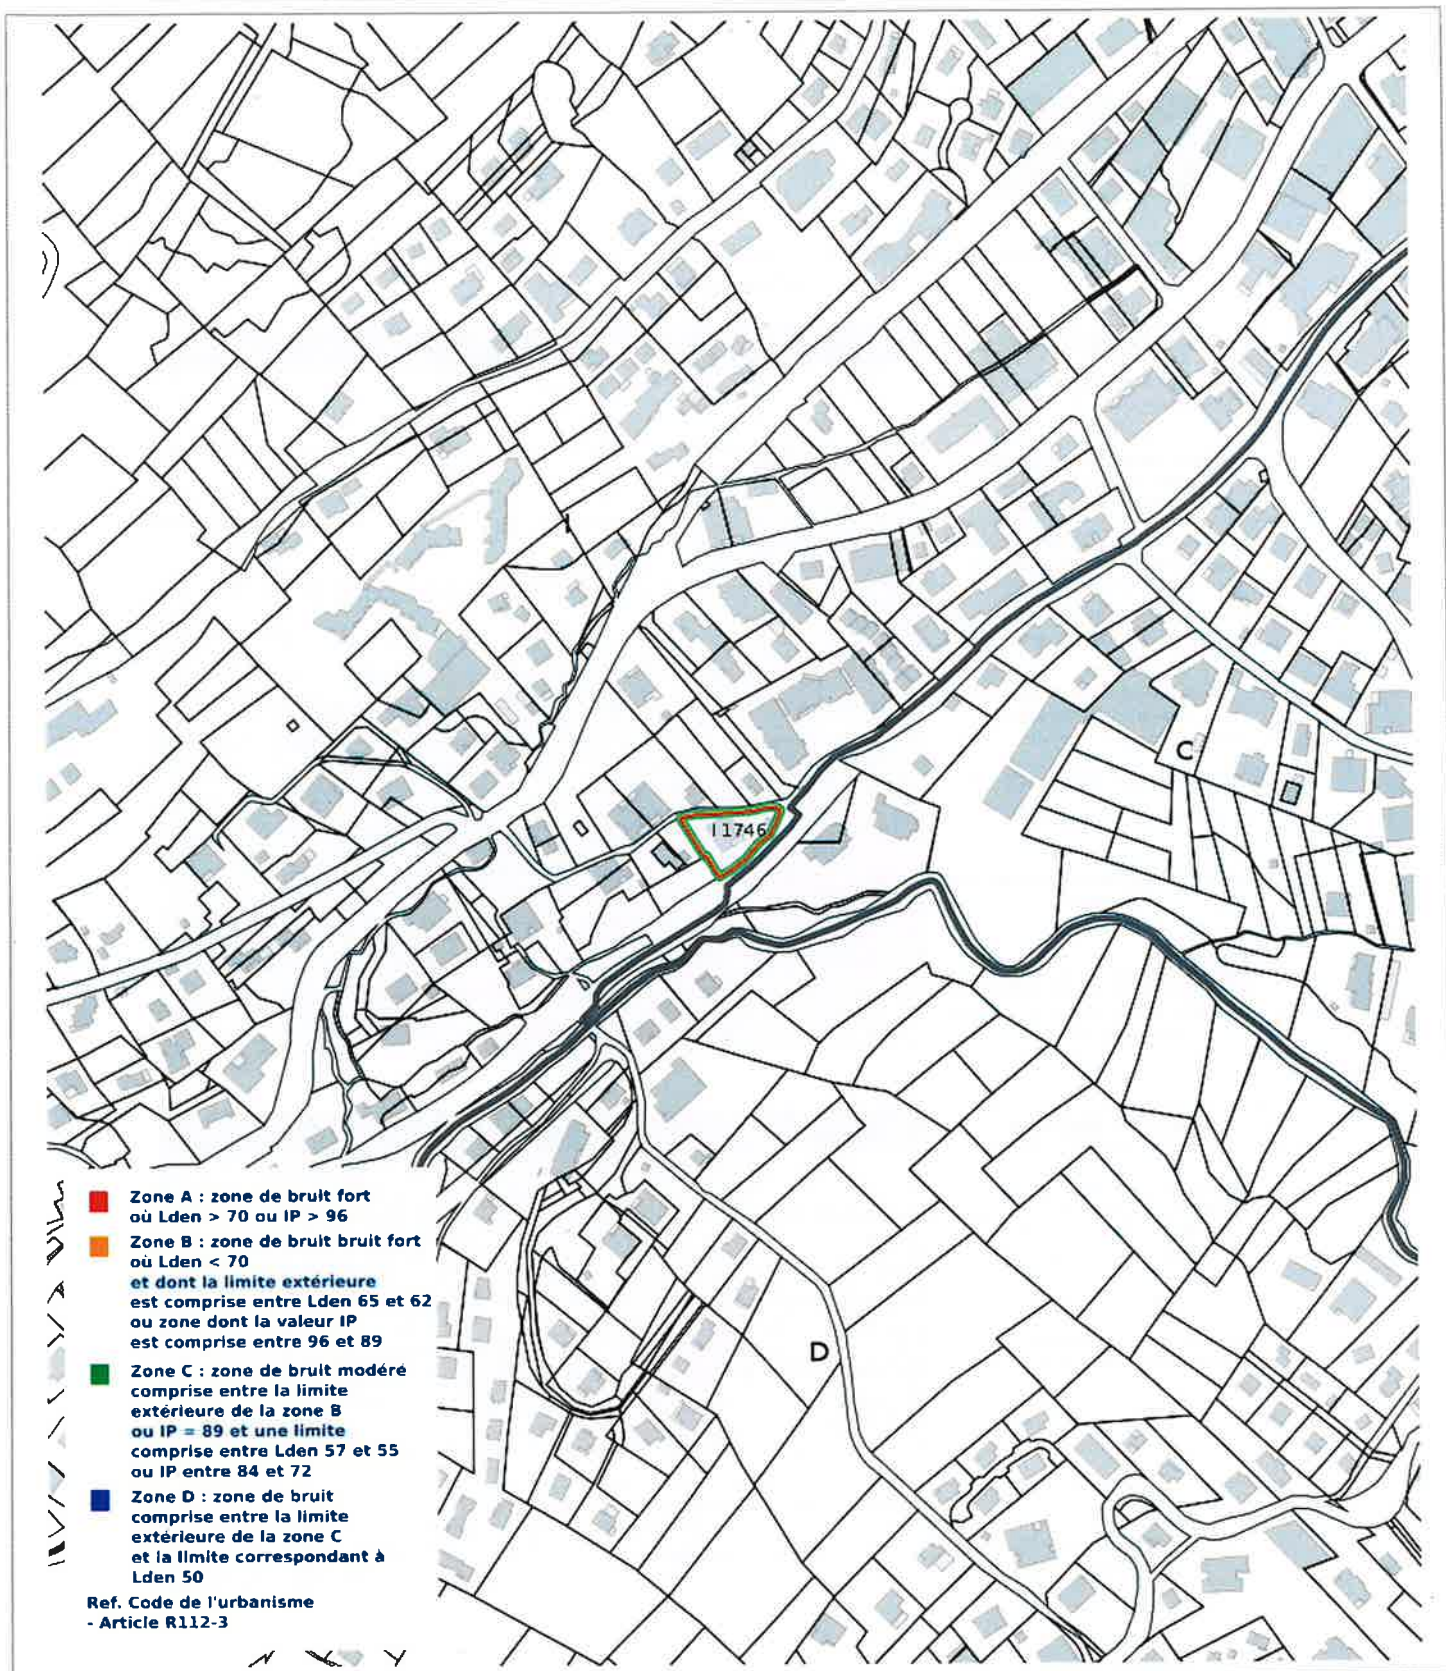 I
C
I 1746
D
Zone A : zone de bruit fort
où Lden > 70 ou IP > 96
Zone B : zone de bruit bruit fort
où Lden < 70
et dont la limite extérieure
est comprise entre Lden 65 et 62
ou zone dont la valeur IP
est comprise entre 96 et 89
Zone C : zone de bruit modéré
comprise entre la limite
extérieure de la zone B
ou IP = 89 et une limite
comprise entre Lden 57 et 55
ou IP entre 84 et 72
Zone D : zone de bruit
comprise entre la limite
extérieure de la zone C
et la limite correspondant à
Lden 50
Ref. Code de l'urbanisme
- Article R112-3